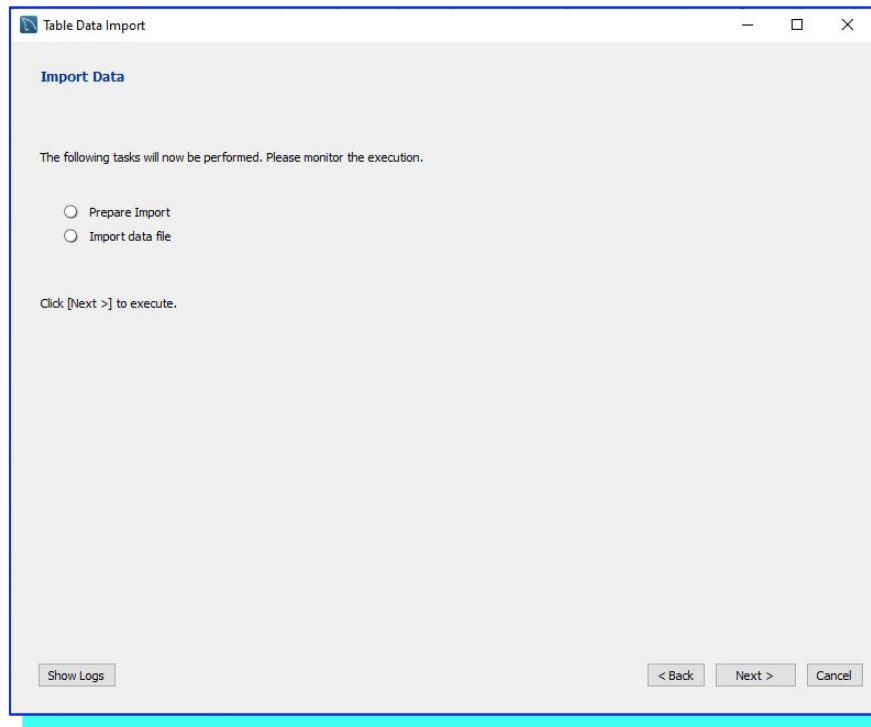 Table Data Import
Import Data
The following tasks will now be performed. Please monitor the execution.
Prepare Import
Import data file
Click [Next >] to execute.
Show Logs
< Back
Next >
Cancel